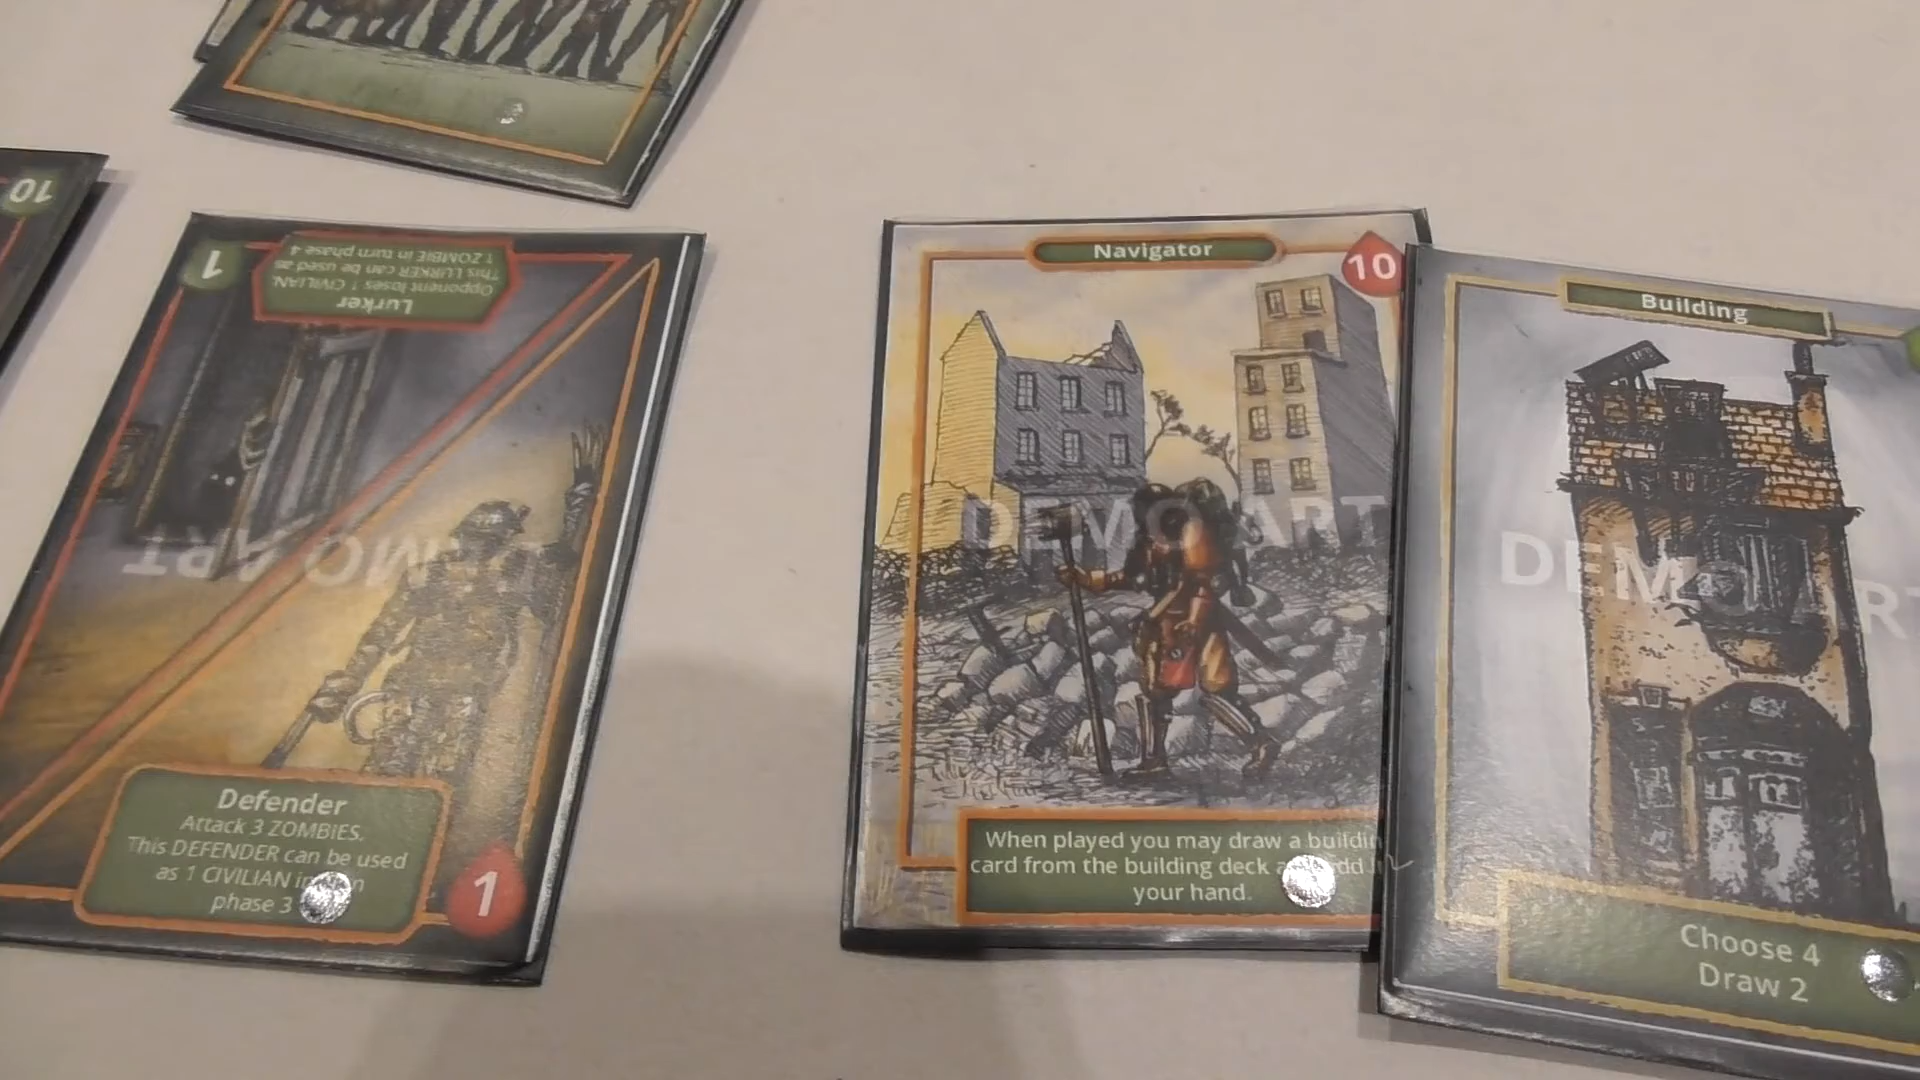 10
1
Lurker
Opponent loses 1 CIVILIAN.
This LURKER can be used as
1 ZOMBIE in turn phase 4
DEMO ART
Defender
Attack 3 ZOMBIES.
This DEFENDER can be used
as 1 CIVILIAN in
phase 3
1
Navigator
10
DEMO ART
When played you may draw a buildin
card from the building deck
your hand.
Building
DEMO ART
Choose 4
Draw 2